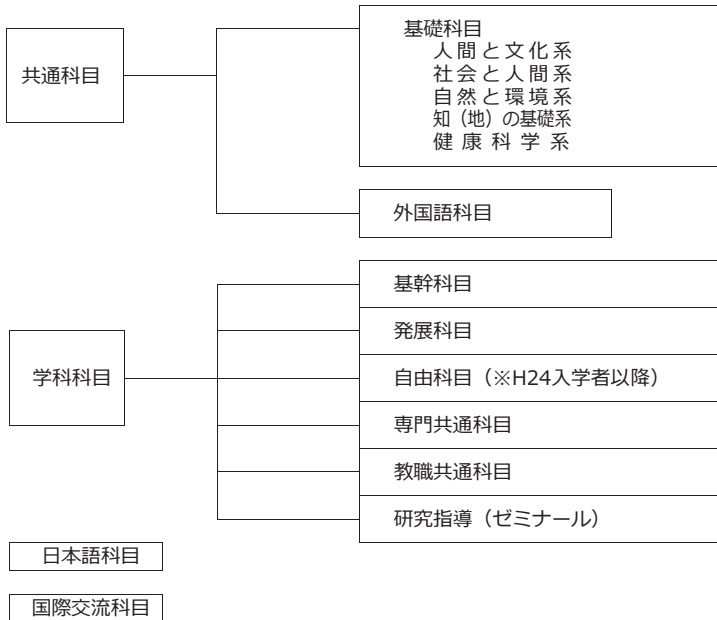 共通科目
基礎科目
人間と文化系
社会と人間系
自然と環境系
知（地）の基礎系
健康科学系
外国語科目
学科科目
基幹科目
発展科目
自由科目（※H24入学者以降）
専門共通科目
教職共通科目
研究指導（ゼミナール）
日本語科目
国際交流科目